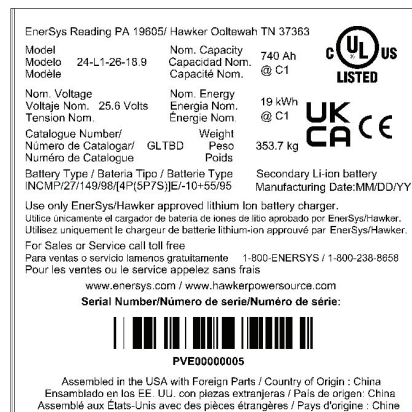 EnerSys Reading PA 19605/ Hawker Ooltewah TN 37363
Model Nom. Capacity 740 Ah
Modelo 24-L1-26-18.9 Capacidad Nom. @ C1
Modèle Capacité Nom.
C UL US
LISTED
Nom. Voltage Nom. Energy 19 kWh
Voltaje Nom. 25.6 Volts Energia Nom. @ C1
Tension Nom. Énergie Nom.
UK CA CE
Catalogue Number/ Weight
Número de Catalogar/ GLTBD Peso 353.7 kg
Numéro de Catalogue Poids
Battery Type / Bateria Tipo / Batterie Type Secondary Li-ion battery
INCMP/27/149/98/[4P(5P7S)]E/-10+55/95 Manufacturing Date:MM/DD/YY
Use only EnerSys/Hawker approved lithium Ion battery charger.
Utilice únicamente el cargador de batería de iones de litio aprobado por EnerSys/Hawker.
Utilisez uniquement le chargeur de batterie lithium-ion approuvé par EnerSys/Hawker.
For Sales or Service call toll free
Para ventas o servicio lamenos gratuitamente 1-800-ENERSYS / 1-800-238-8658
Pour les ventes ou le service appelez sans frais
www.enersys.com / www.hawkerpowersource.com
Serial Number/Número de serie/Numéro de série:
PVE00000005
Assembled in the USA with Foreign Parts / Country of Origin : China
Ensamblado en los EE. UU. con piezas extranjeras / País de origen: China
Assemblé aux États-Unis avec des pièces étrangères / Pays d'origine : Chine